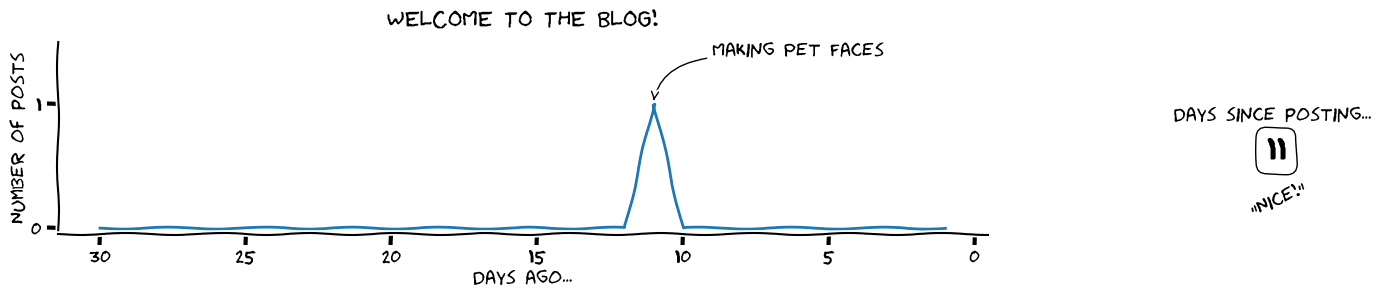 WELCOME TO THE BLOG!
MAKING PET FACES
NUMBER OF POSTS
1
0
30 25 20 15 10 5 0
DAYS AGO...
DAYS SINCE POSTING...
11
"NICE!"